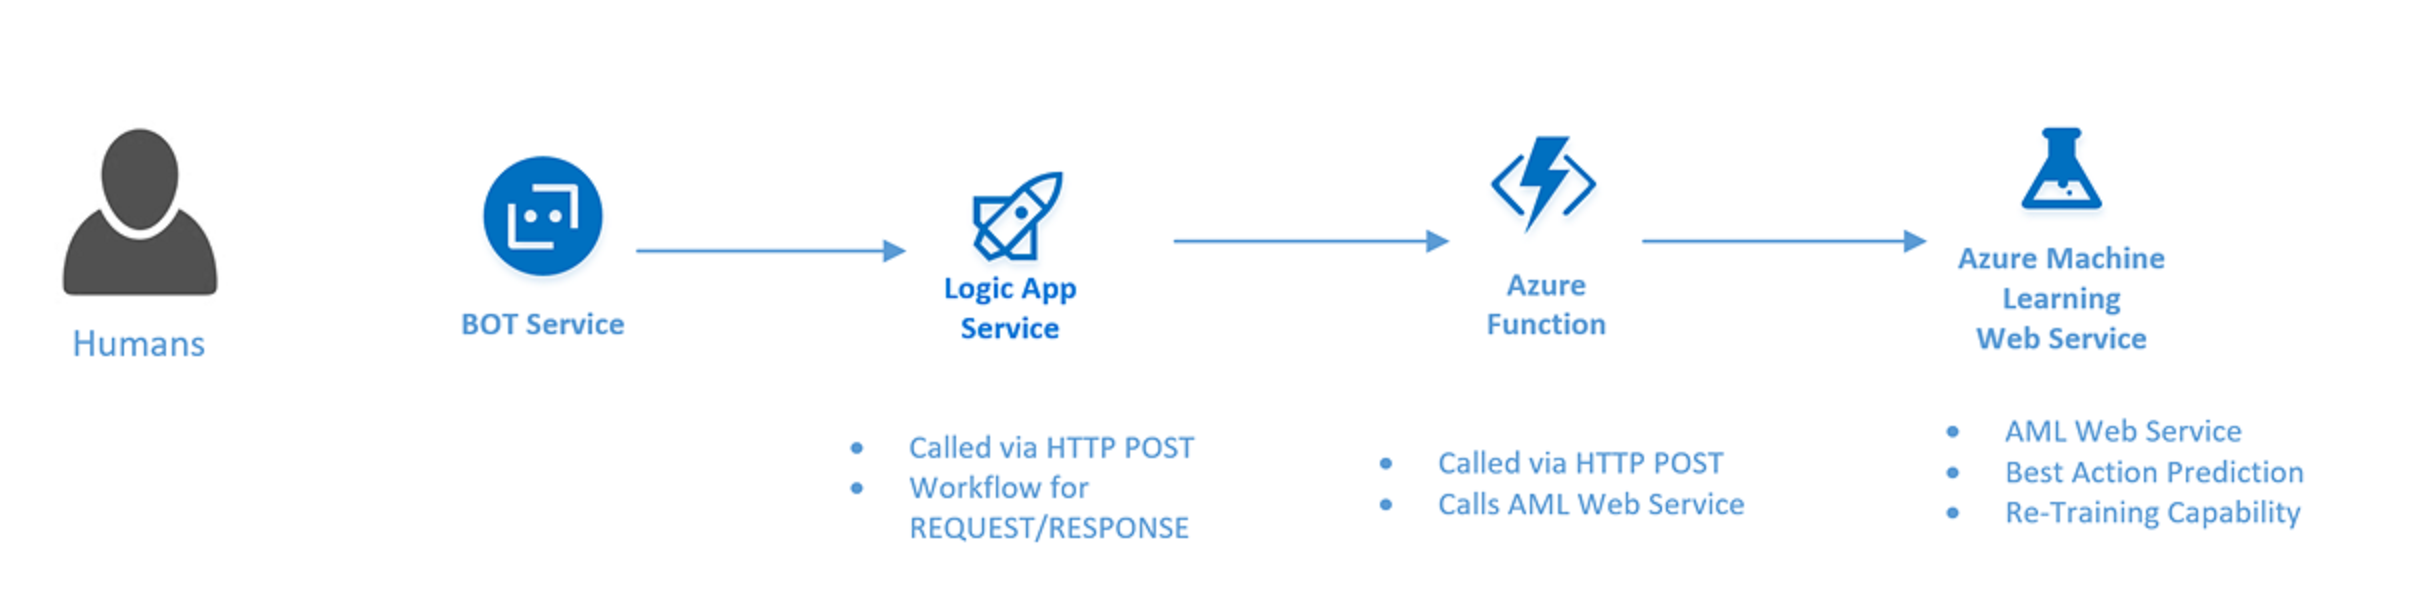 Humans
BOT Service
Logic App
Service
Azure
Function
Azure Machine
Learning
Web Service
• Called via HTTP POST
• Workflow for
REQUEST/RESPONSE
• Called via HTTP POST
• Calls AML Web Service
• AML Web Service
• Best Action Prediction
• Re-Training Capability